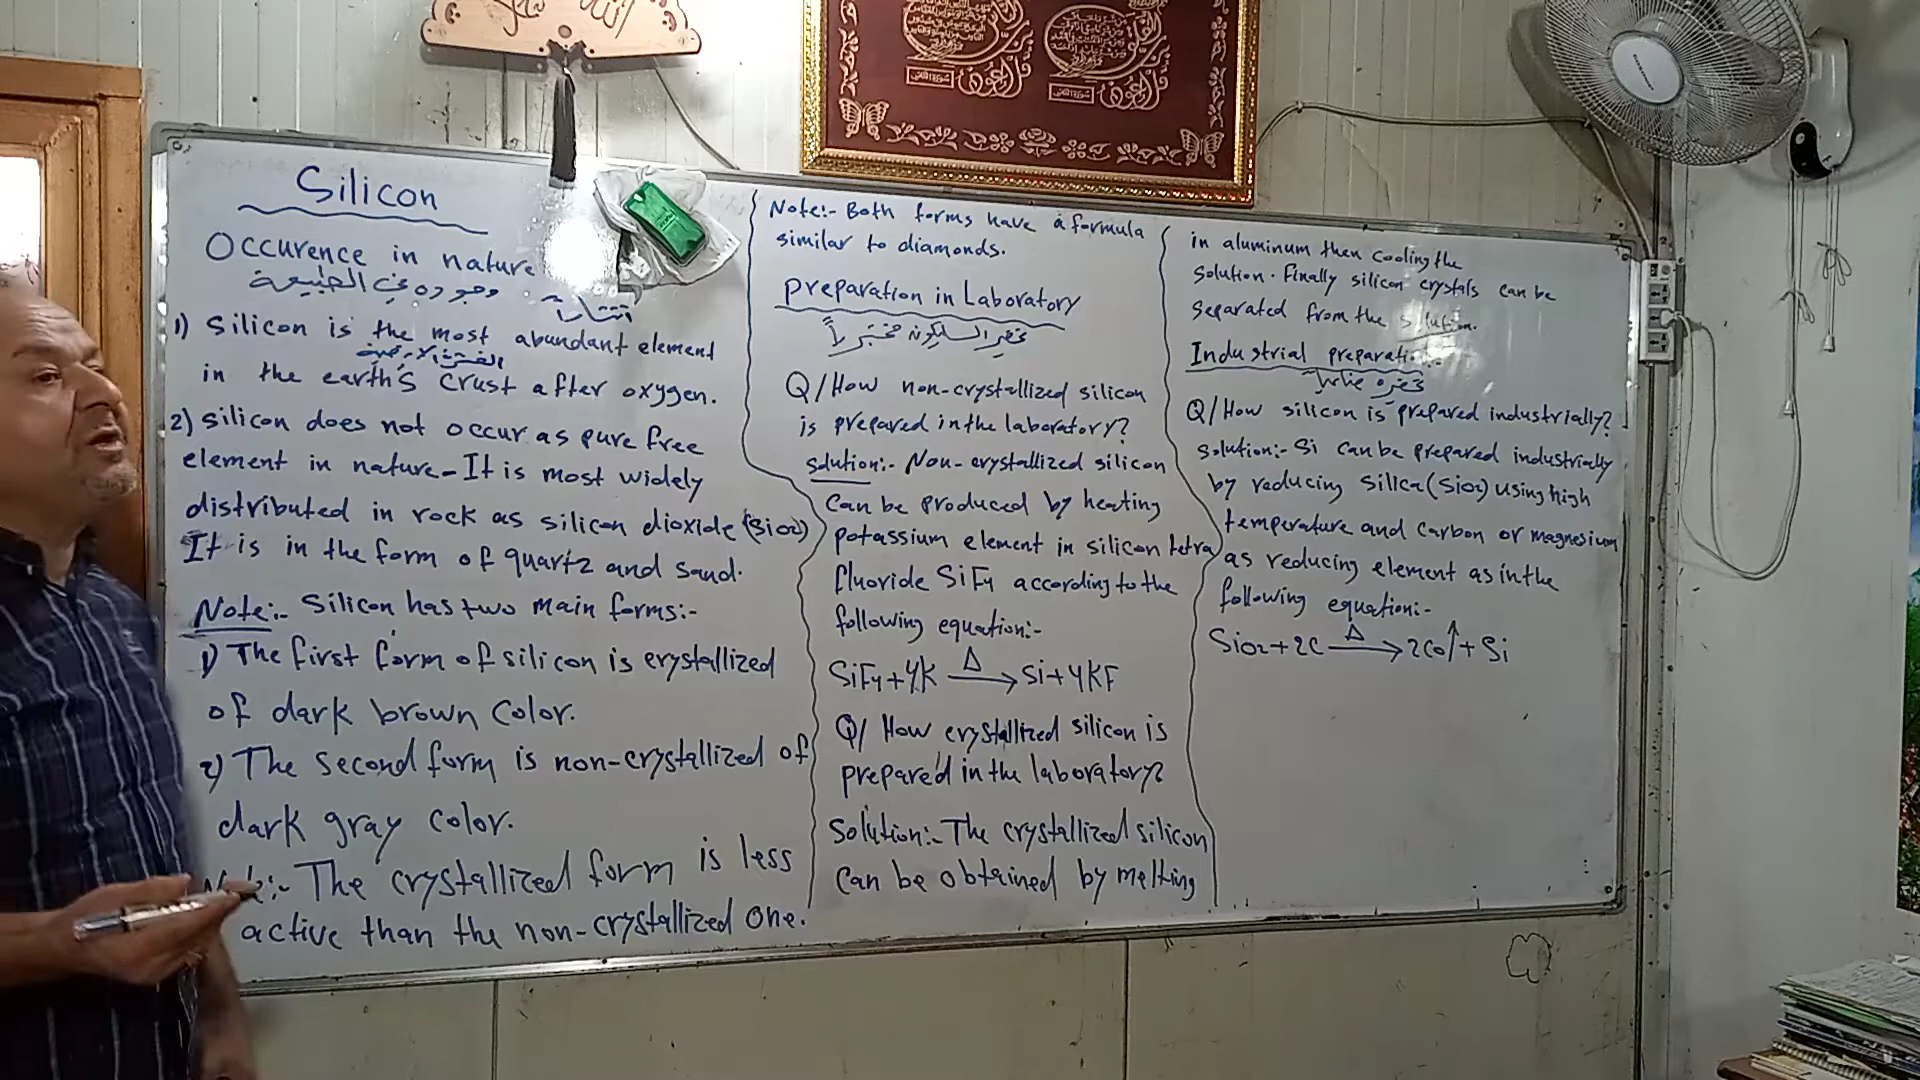 الله
Silicon
Occurence in nature
وجوده في الطبيعة
1) Silicon is the most abundant element
القشرة الارضية
in the earth's crust after oxygen.
2) silicon does not occur as pure free
element in nature-It is most widely
distributed in rock as silicon dioxide (Sio2)
It is in the form of quartz and sand.
Note:- Silicon has two main forms:-
1) The first form of silicon is crystallized
of dark brown color.
2) The second form is non-crystallized of
dark gray color.
Note:- The crystallized form is less
active than the non-crystallized one.
Note:- Both forms have a formula
similar to diamonds.
preparation in Laboratory
تحضير السليكون مختبرياً
Q/How non-crystallized silicon
is prepared in the laboratory?
solution:- Non-crystallized silicon
can be produced by heating
potassium element in silicon tetra
fluoride SiF4 according to the
following equation:-
SiF4+4K Δ→ Si+4KF
Q/ How crystallized silicon is
prepared in the laboratory?
Solution:- The crystallized silicon
can be obtained by melting
in aluminum then cooling the
solution. Finally silicon crystals can be
separated from the solution.
Industrial preparati
Q/How silicon is prepared industrially?
solution:- Si can be prepared industrially
by reducing silica (Sio2) using high
temperature and carbon or magnesium
as reducing element as in the
following equation:-
Sio2+2C Δ→ 2Co↑+Si